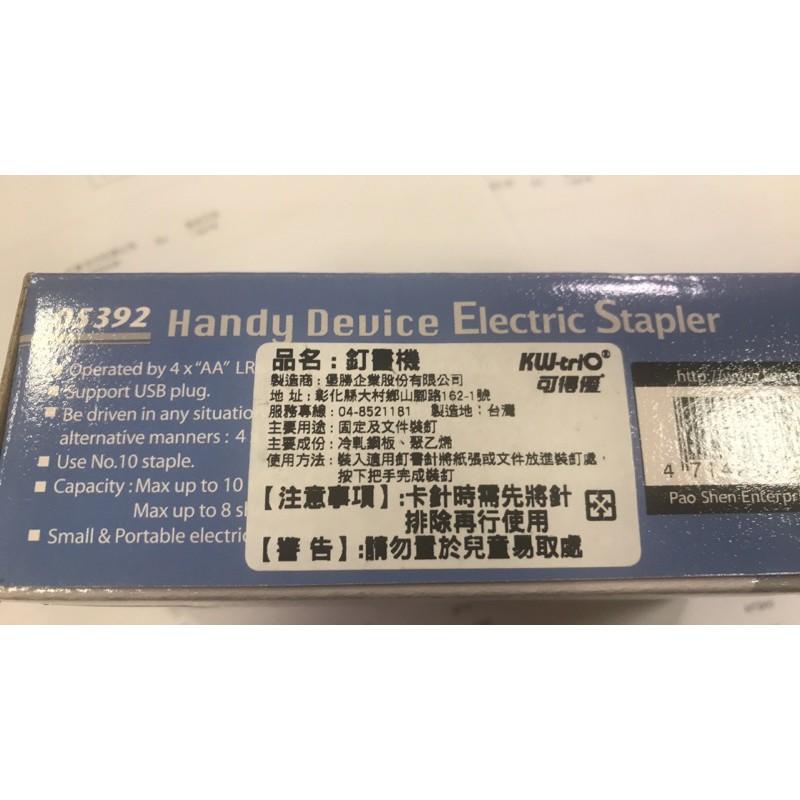 05392 Handy Device Electric Stapler
Operated by 4 x "AA" LR
Support USB plug.
Be driven in any situatio
alternative manners : 4
Use No.10 staple.
Capacity : Max up to 10
Max up to 8 s
Small & Portable electric
品名：釘書機
KW-triO®
可得優
製造商：堡勝企業股份有限公司
地 址：彰化縣大村鄉山腳路162-1號
服務專線：04-8521181 製造地：台灣
主要用途：固定及文件裝釘
主要成份：冷軋鋼板、聚乙烯
使用方法：裝入適用釘書針將紙張或文件放進裝釘處，
按下把手完成裝釘
【注意事項】：卡針時需先將針
排除再行使用
【警 告】：請勿置於兒童易取處
http://www.
4 7142
Pao Shen Enterpri